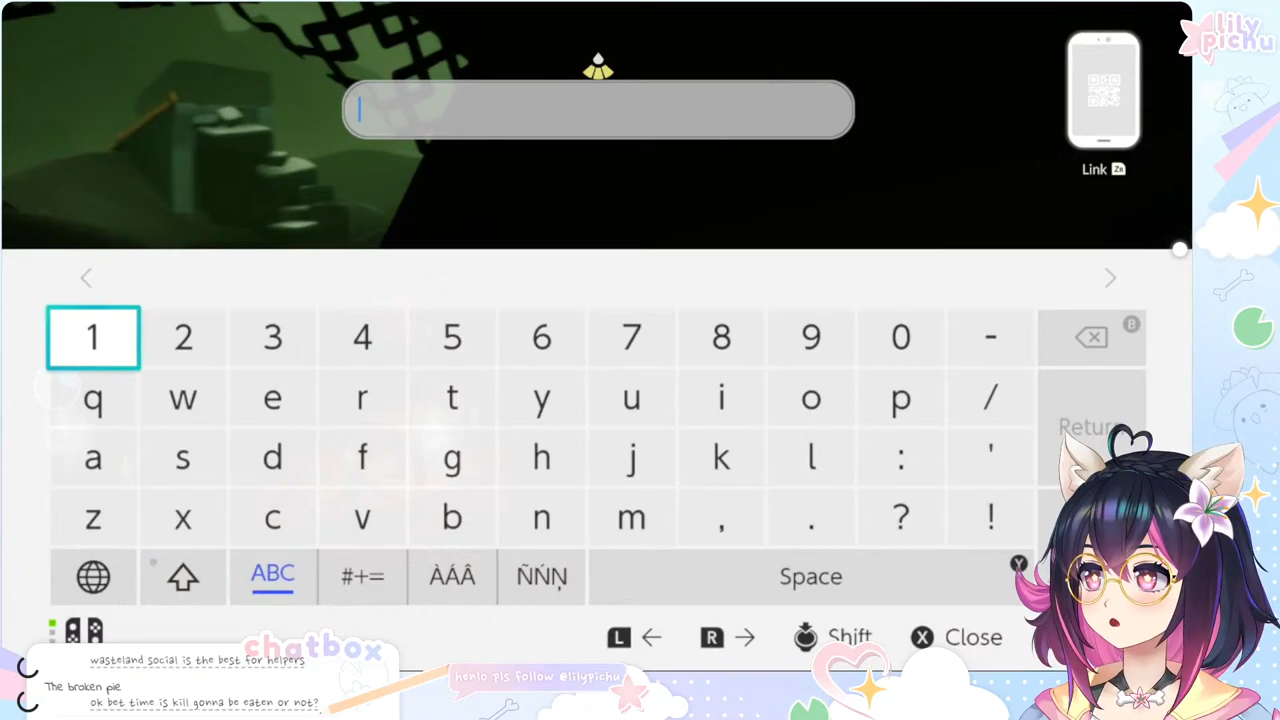 lily
pichu
Link ZR
1 2 3 4 5 6 7 8 9 0 - B
q w e r t y u i o p /
Return
a s d f g h j k l : '
z x c v b n m , . ? !
ABC #+= ÀÁÂ ÑŃŅ Space Y
L ← R → Shift X Close
chatbox
wasteland social is the best for helpers
henlo pls follow @lilypichu
The broken pie
ok bet time is kill gonna be eaten or not?